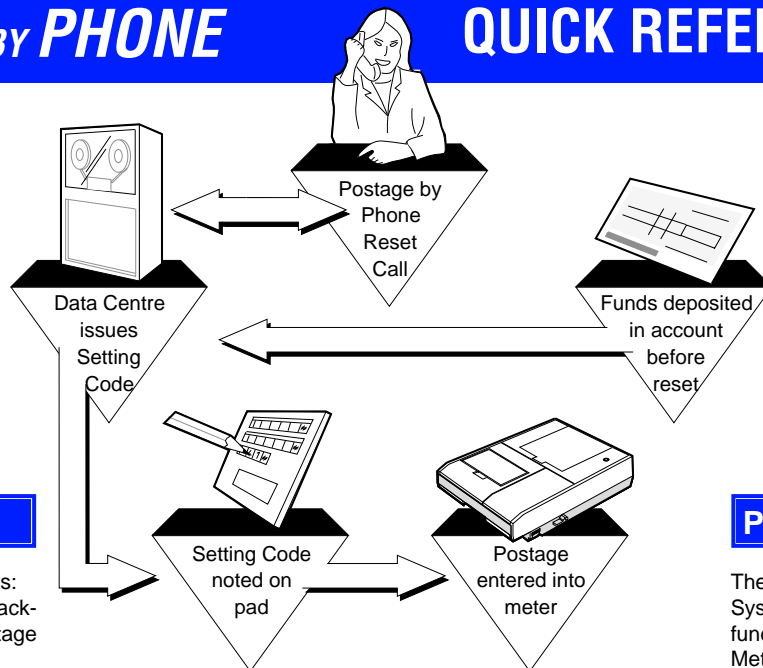 BY PHONE
QUICK REFE
Postage by
Phone
Reset
Call
Data Centre
issues
Setting
Code
Funds deposited
in account
before
reset
Setting Code
noted on
pad
Postage
entered into
meter
s:
ack-
tage
P
The
Sys
func
Met